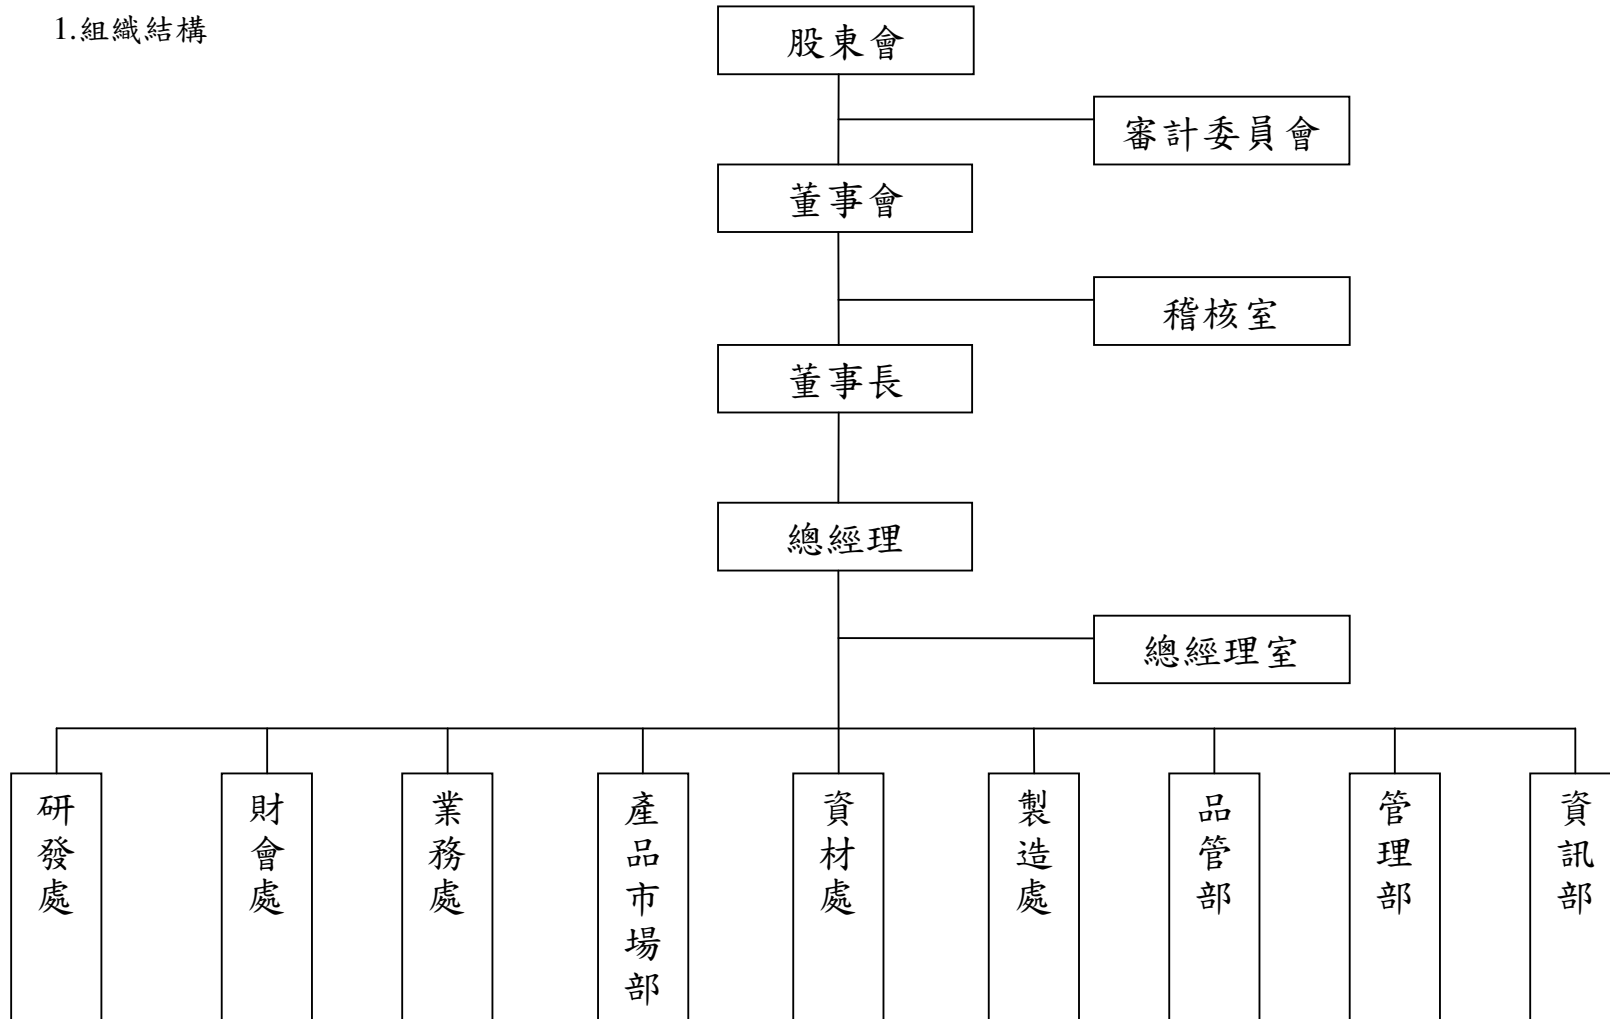 1.組織結構
股東會
審計委員會
董事會
稽核室
董事長
總經理
總經理室
研發處
財會處
業務處
產品市場部
資材處
製造處
品管部
管理部
資訊部